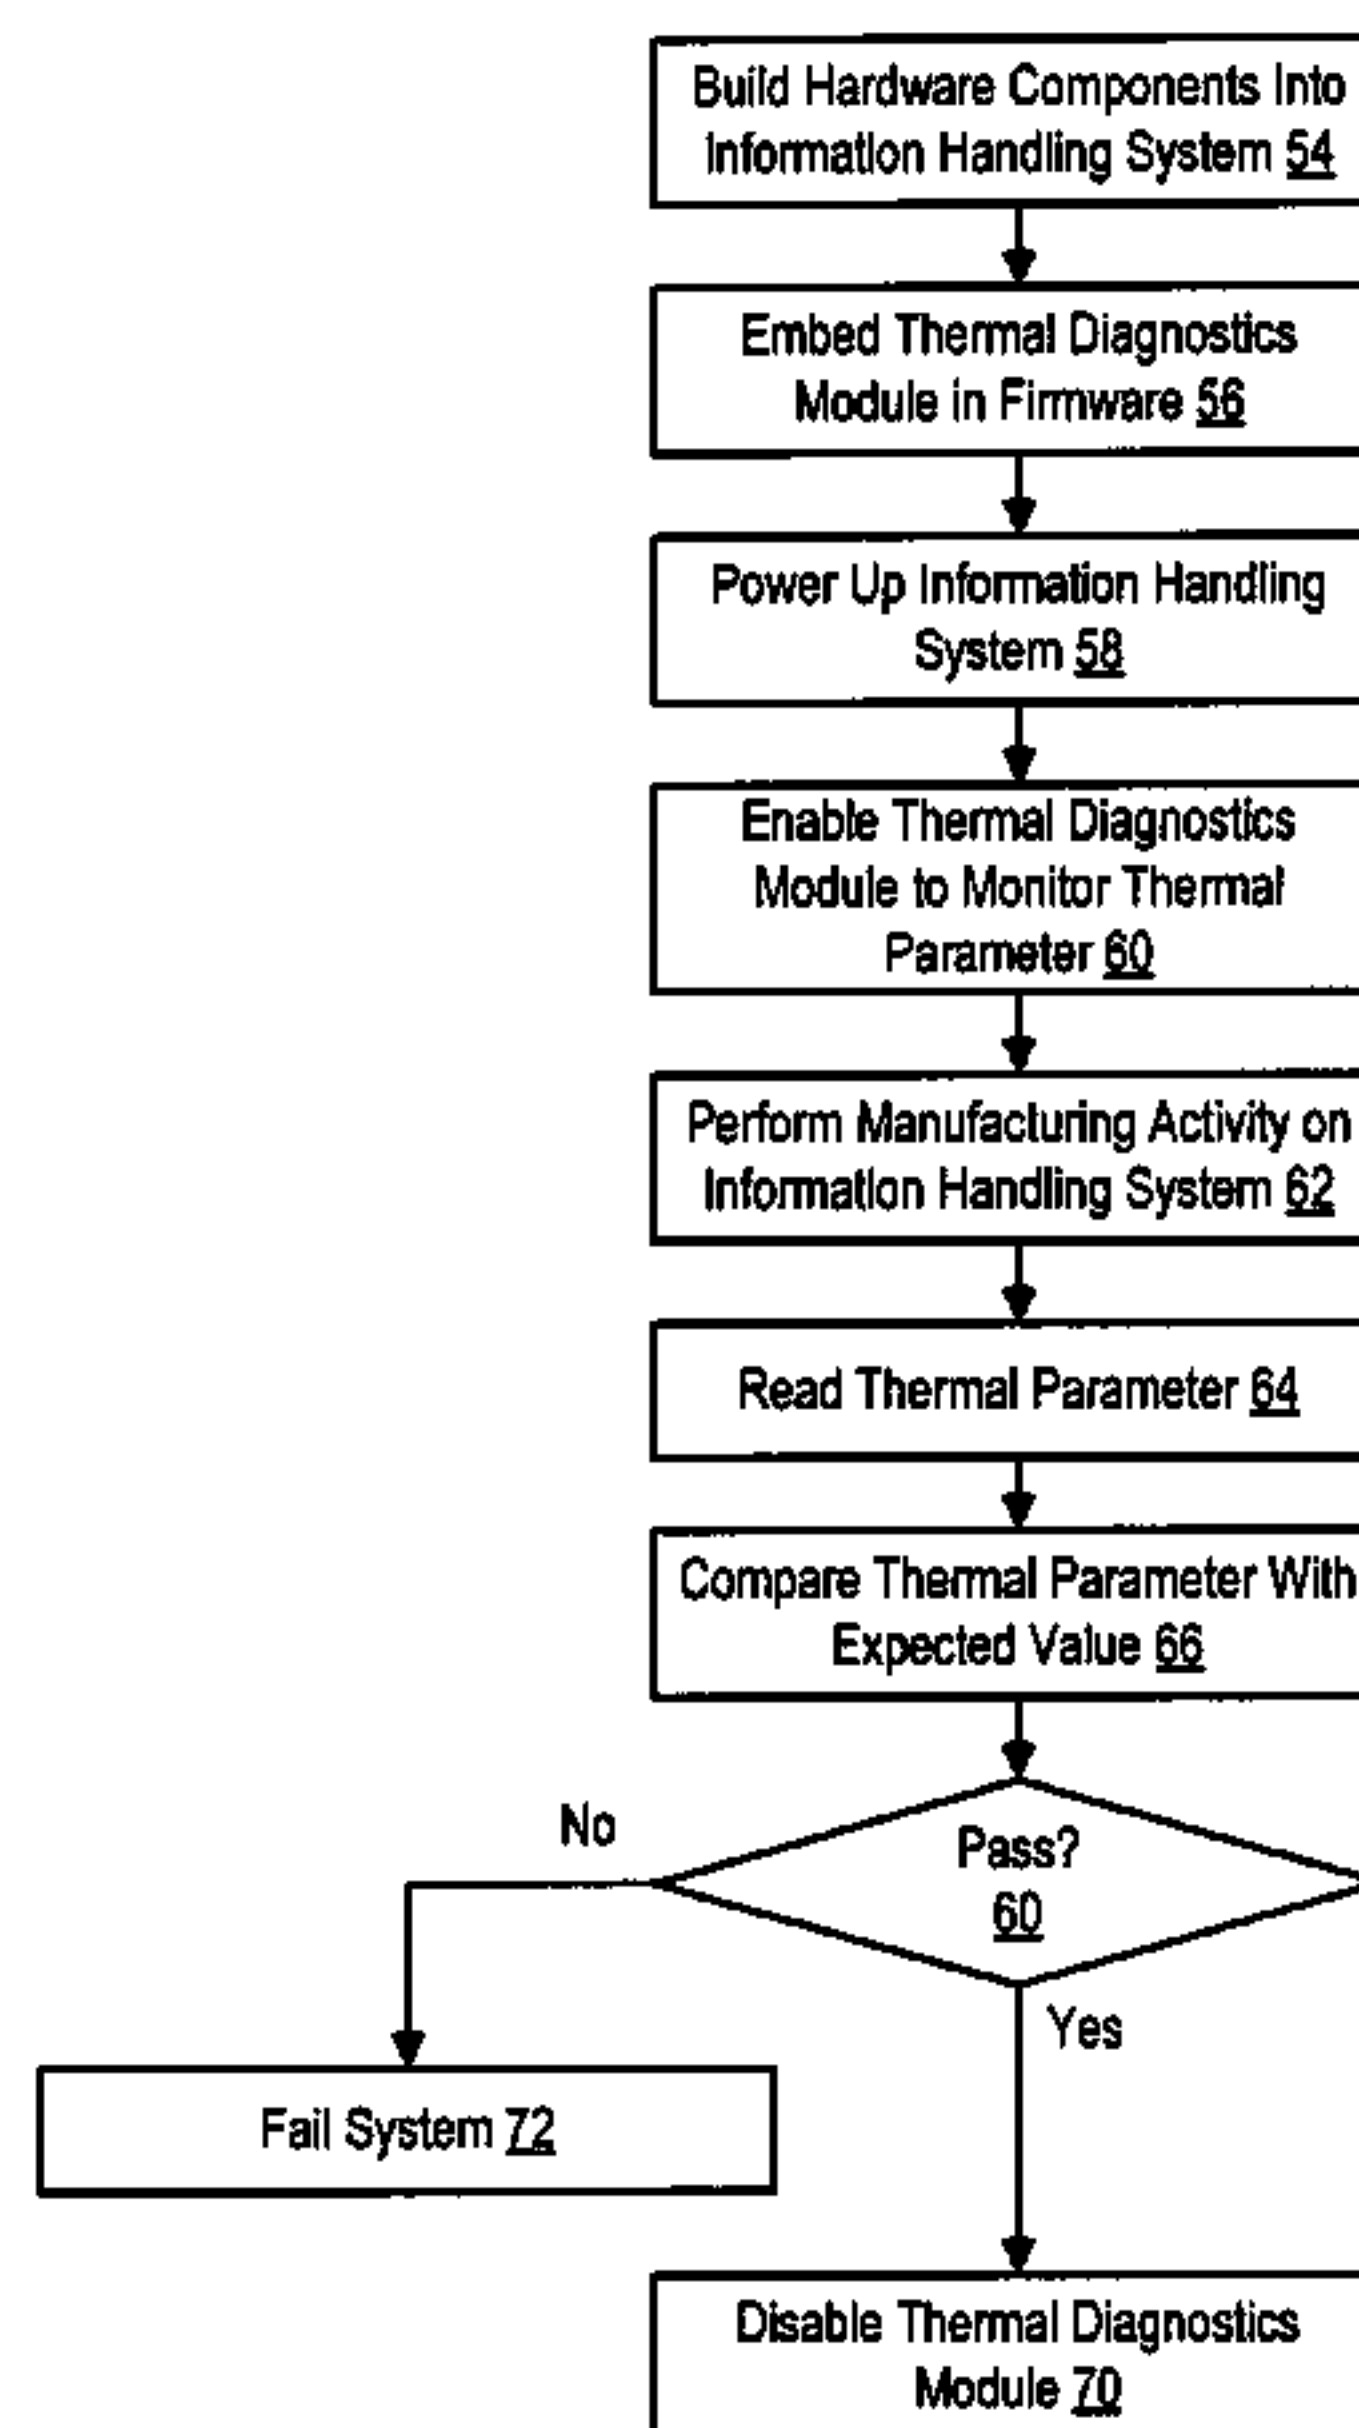 Build Hardware Components Into
Information Handling System 54
Embed Thermal Diagnostics
Module in Firmware 56
Power Up Information Handling
System 58
Enable Thermal Diagnostics
Module to Monitor Thermal
Parameter 60
Perform Manufacturing Activity on
Information Handling System 62
Read Thermal Parameter 64
Compare Thermal Parameter With
Expected Value 66
No
Pass?
60
Yes
Fail System 72
Disable Thermal Diagnostics
Module 70